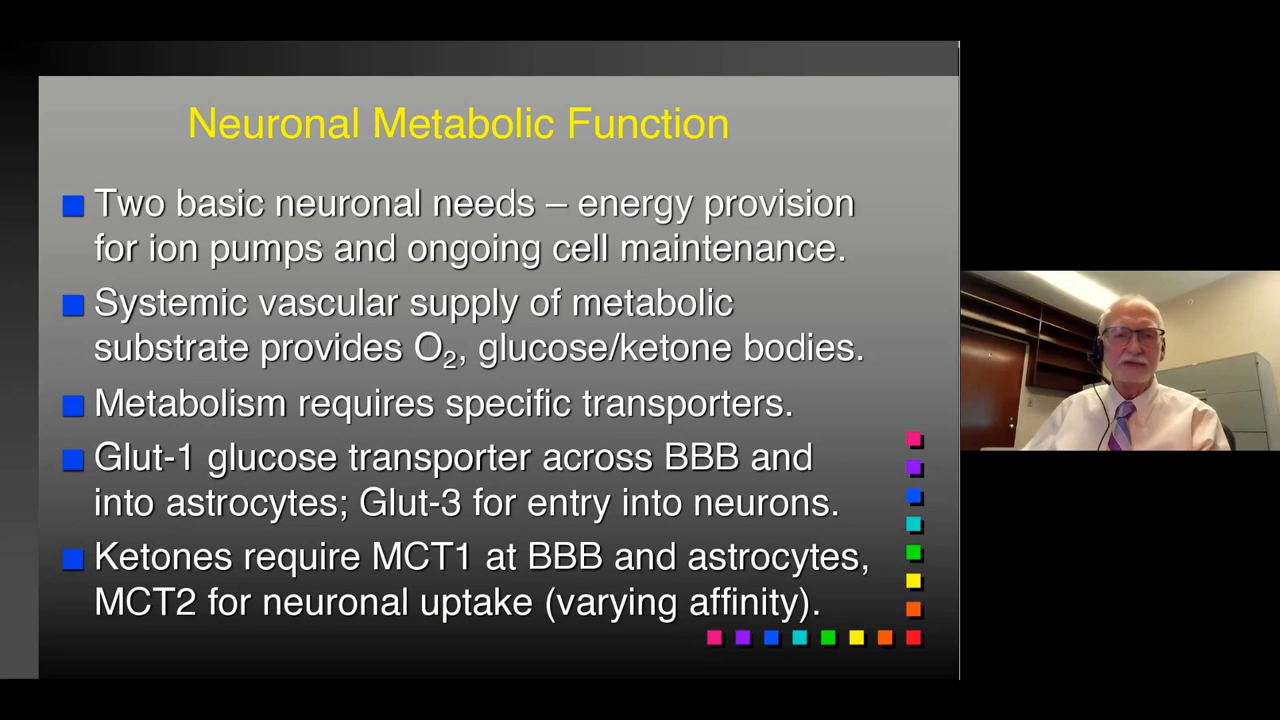 Neuronal Metabolic Function
Two basic neuronal needs – energy provision
for ion pumps and ongoing cell maintenance.
Systemic vascular supply of metabolic
substrate provides O₂, glucose/ketone bodies.
Metabolism requires specific transporters.
Glut-1 glucose transporter across BBB and
into astrocytes; Glut-3 for entry into neurons.
Ketones require MCT1 at BBB and astrocytes,
MCT2 for neuronal uptake (varying affinity).